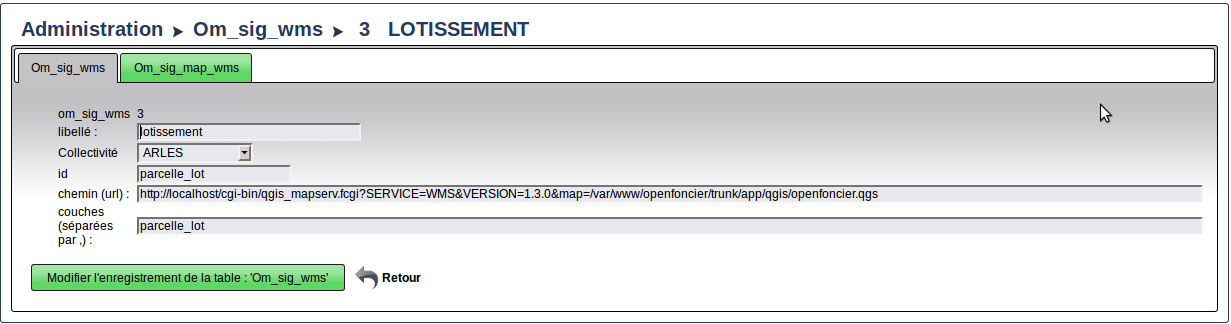 Administration Om_sig_wms 3 LOTISSEMENT
Om_sig_wms Om_sig_map_wms
om_sig_wms 3
libellé : lotissement
Collectivité ARLES
id parcelle_lot
chemin (url) : http://localhost/cgi-bin/qgis_mapserv.fcgi?SERVICE=WMS&VERSION=1.3.0&map=/var/www/openfoncier/trunk/app/qgis/openfoncier.qgs
couches
(séparées
par ,) : parcelle_lot
Modifier l'enregistrement de la table : 'Om_sig_wms' Retour